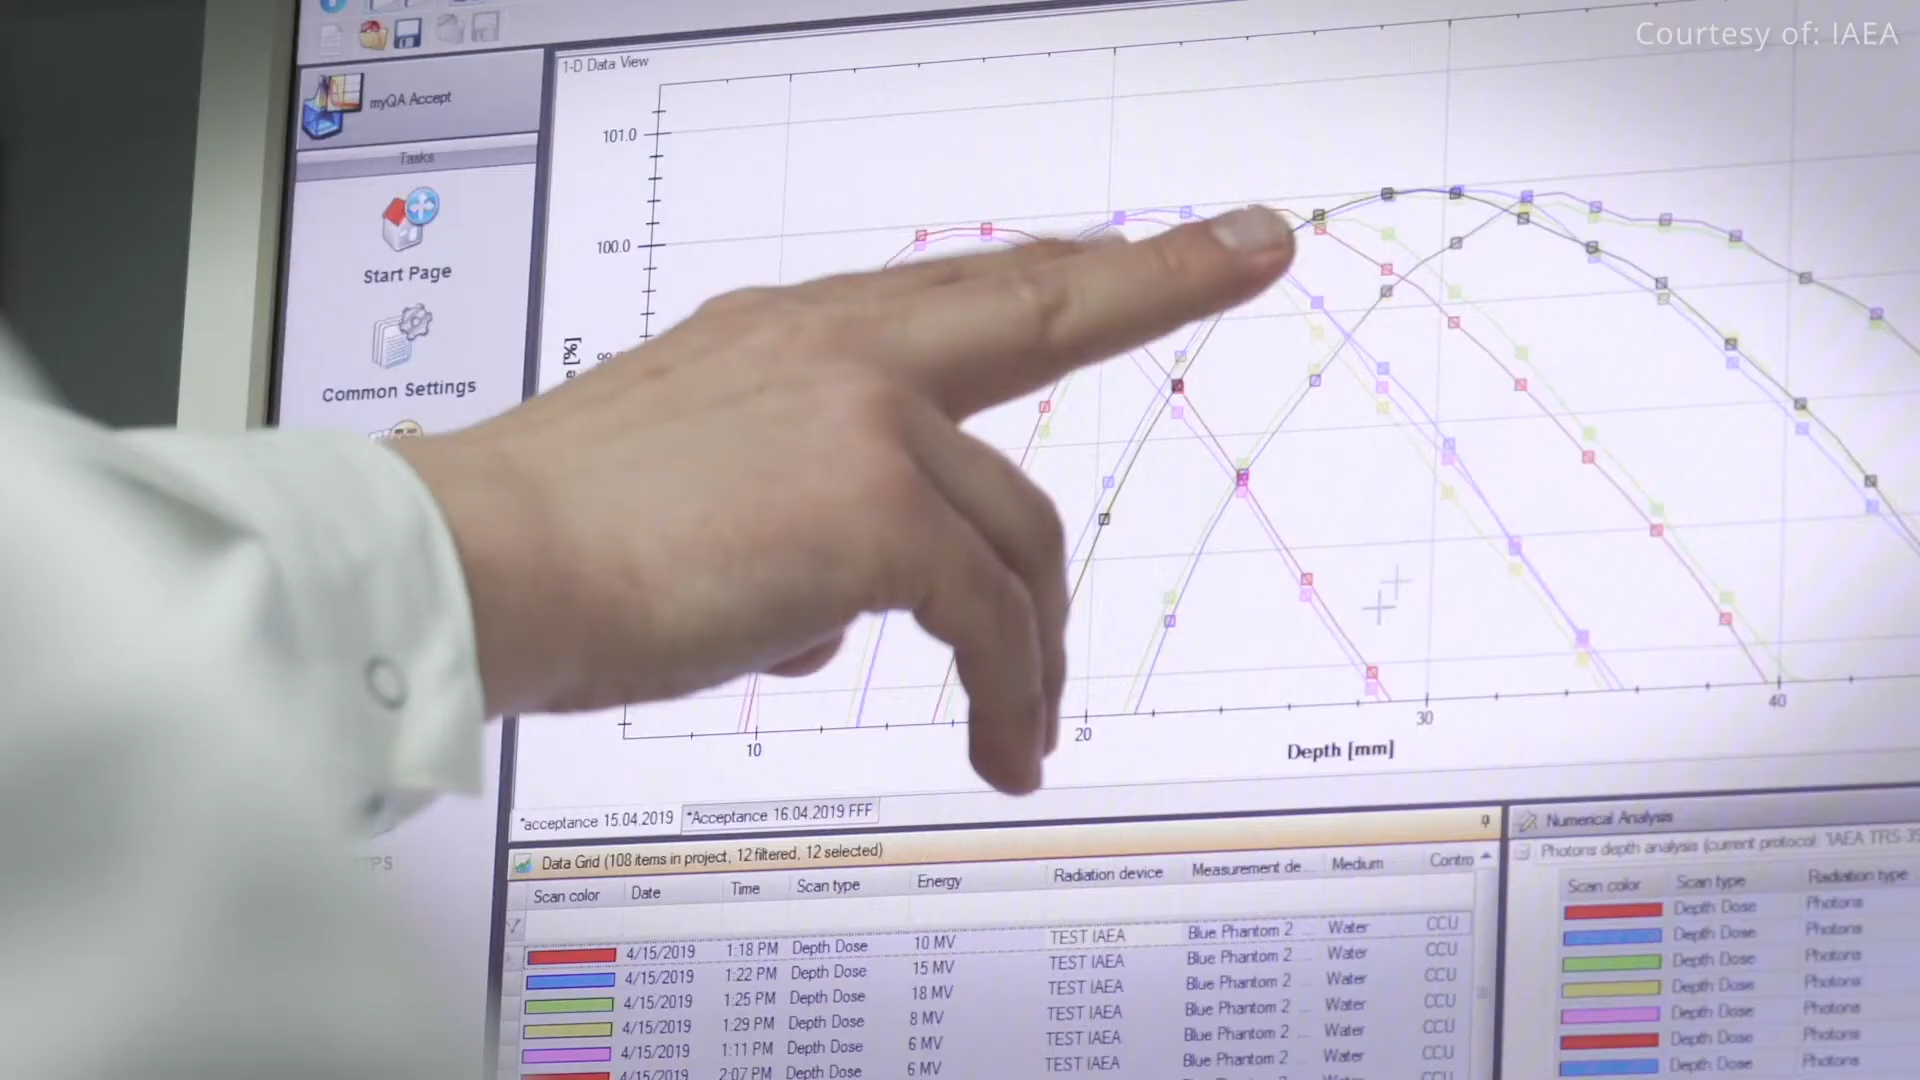 Courtesy of: IAEA
myQA Accept
Tasks
Start Page
Common Settings
1-D Data View
101.0
100.0
[%]
10
20
30
40
Depth [mm]
*acceptance 15.04.2019 *Acceptance 16.04.2019 FFF
Data Grid (108 items in project, 12 filtered, 12 selected)
Scan color Date Time Scan type Energy Radiation device Measurement de... Medium Contro
4/15/2019 1:18 PM Depth Dose 10 MV TEST IAEA Blue Phantom 2 ... Water CCU
4/15/2019 1:22 PM Depth Dose 15 MV TEST IAEA Blue Phantom 2 ... Water CCU
4/15/2019 1:25 PM Depth Dose 18 MV TEST IAEA Blue Phantom 2 ... Water CCU
4/15/2019 1:29 PM Depth Dose 8 MV TEST IAEA Blue Phantom 2 ... Water CCU
4/15/2019 1:11 PM Depth Dose 6 MV TEST IAEA Blue Phantom 2 ... Water CCU
4/15/2019 2:07 PM Depth Dose 6 MV TEST IAEA Blue Phantom 2 ... Water CCU
Numerical Analysis
Photons depth analysis (current protocol 'IAEA
Scan color Scan type Radiation type
Depth Dose Photons
Depth Dose Photons
Depth Dose Photons
Depth Dose Photons
Depth Dose Photons
Depth Dose Photons
Depth Dose Photons